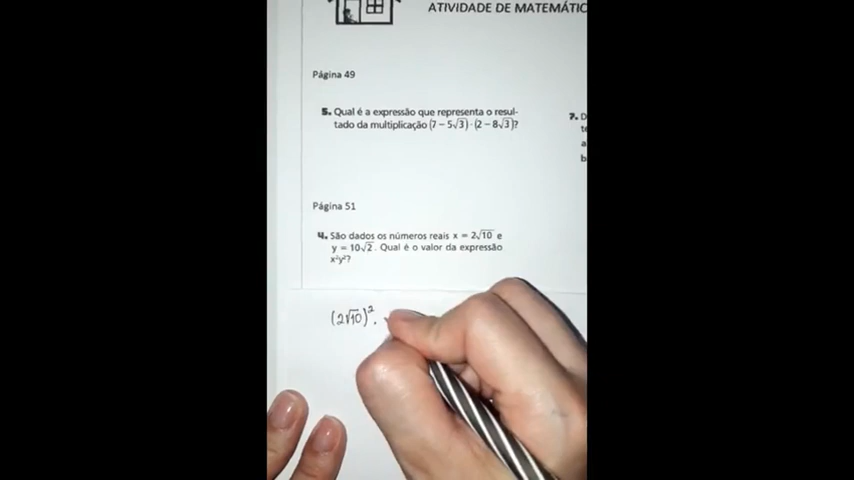 ATIVIDADE DE MATEMÁTIC
Página 49
5. Qual é a expressão que representa o resul-
tado da multiplicação (7 − 5√3) · (2 − 8√3)?
7. D
te
a
b
Página 51
4. São dados os números reais x = 2√10 e
y = 10√2. Qual é o valor da expressão
x²y²?
(2√10)² .